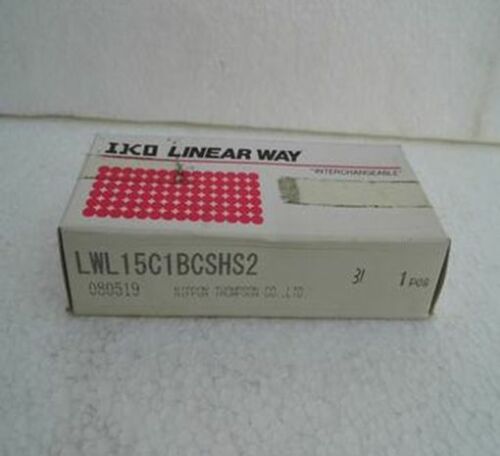 IKO LINEAR WAY
"INTERCHANGEABLE"
LWL15C1BCSHS2
31 1 pcs
080519 NIPPON THOMPSON CO.,LTD.